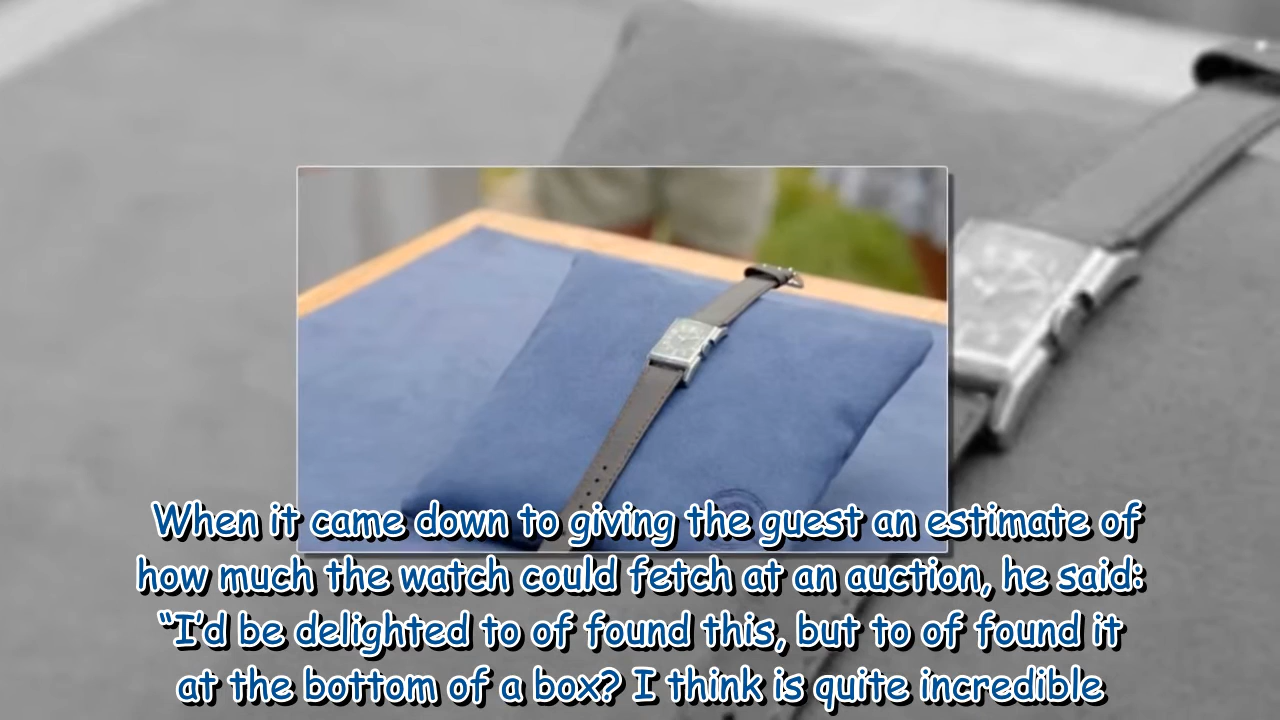 When it came down to giving the guest an estimate of
how much the watch could fetch at an auction, he said:
“I’d be delighted to of found this, but to of found it
at the bottom of a box? I think is quite incredible